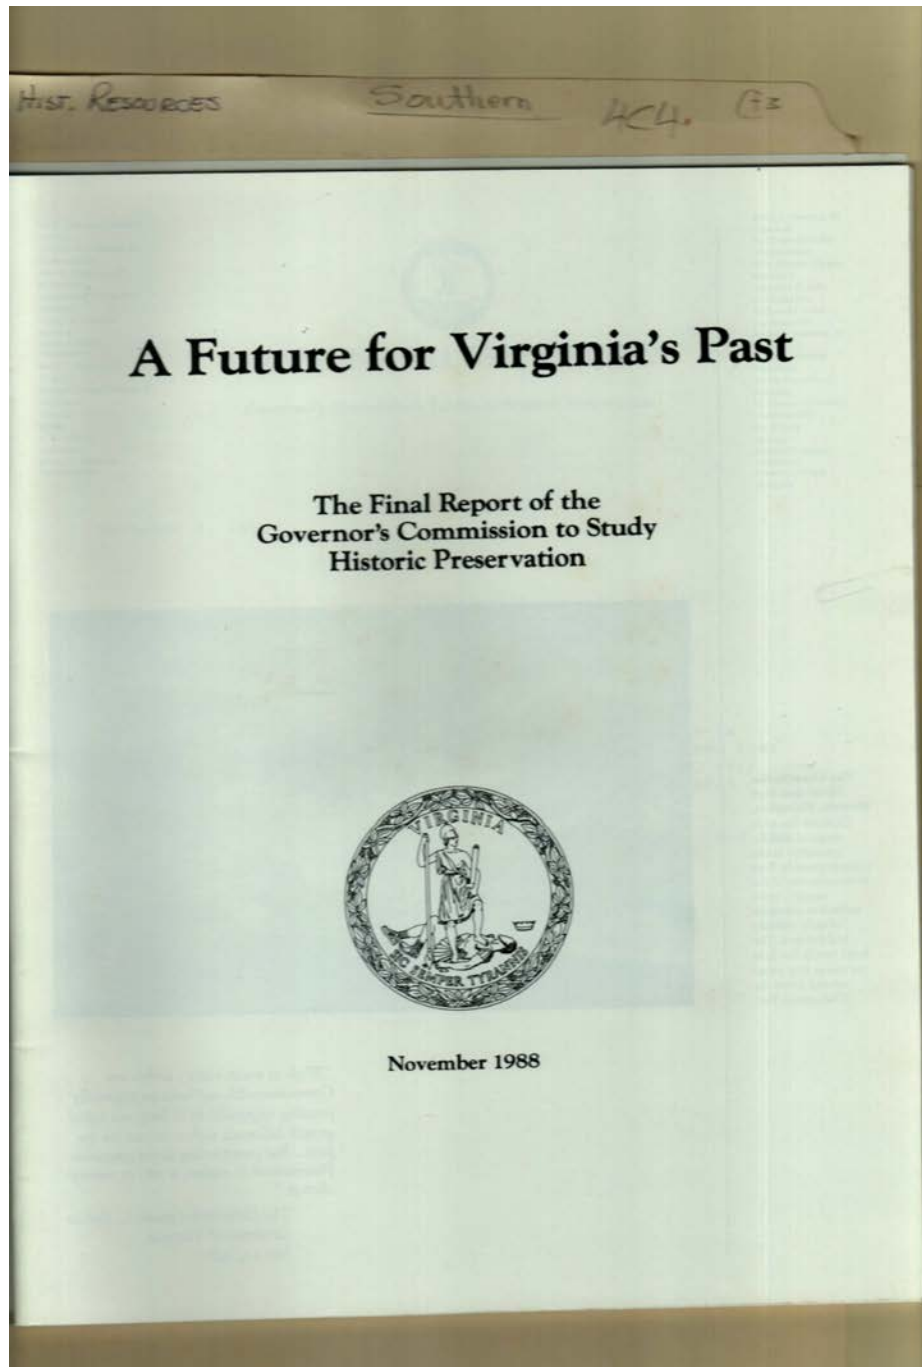 HIST. RESOURCES Southern 4C4.
A Future for Virginia's Past
The Final Report of the
Governor's Commission to Study
Historic Preservation
VIRGINIA
SIC SEMPER TYRANNIS
November 1988